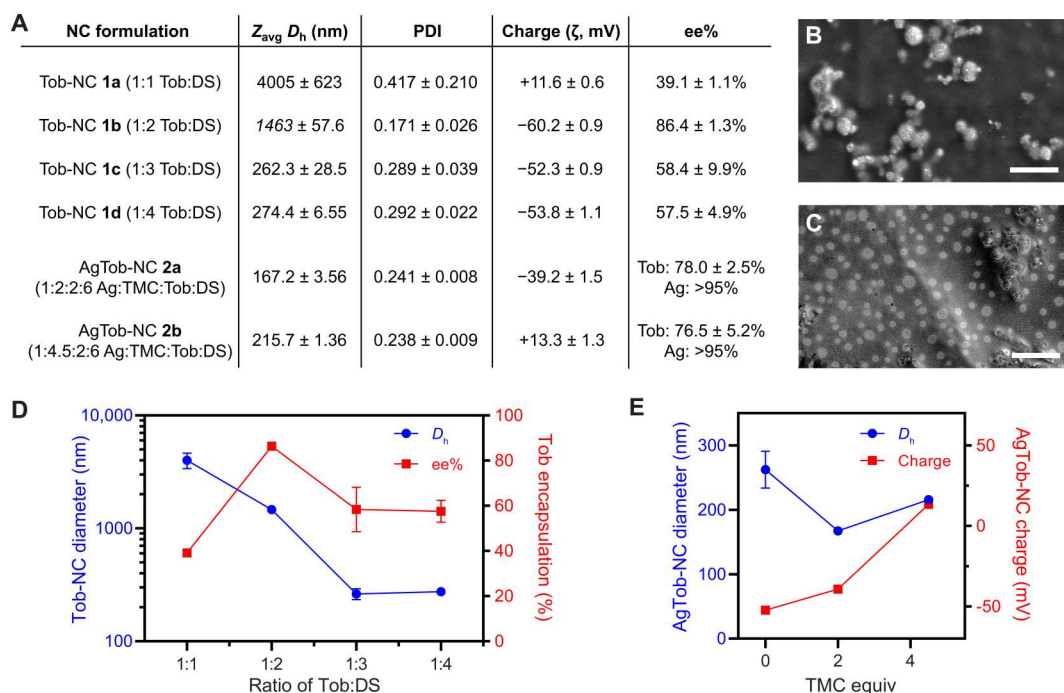 A
NC formulation Z_avg D_h (nm) PDI Charge (ζ, mV) ee%
Tob-NC 1a (1:1 Tob:DS) 4005 ± 623 0.417 ± 0.210 +11.6 ± 0.6 39.1 ± 1.1%
Tob-NC 1b (1:2 Tob:DS) 1463 ± 57.6 0.171 ± 0.026 −60.2 ± 0.9 86.4 ± 1.3%
Tob-NC 1c (1:3 Tob:DS) 262.3 ± 28.5 0.289 ± 0.039 −52.3 ± 0.9 58.4 ± 9.9%
Tob-NC 1d (1:4 Tob:DS) 274.4 ± 6.55 0.292 ± 0.022 −53.8 ± 1.1 57.5 ± 4.9%
AgTob-NC 2a
(1:2:2:6 Ag:TMC:Tob:DS)
167.2 ± 3.56 0.241 ± 0.008 −39.2 ± 1.5
Tob: 78.0 ± 2.5%
Ag: >95%
AgTob-NC 2b
(1:4.5:2:6 Ag:TMC:Tob:DS)
215.7 ± 1.36 0.238 ± 0.009 +13.3 ± 1.3
Tob: 76.5 ± 5.2%
Ag: >95%
B
C
D
Tob-NC diameter (nm)
10,000
1000
100
D_h
ee%
100
80
60
40
20
0
Tob encapsulation (%)
1:1 1:2 1:3 1:4
Ratio of Tob:DS
E
AgTob-NC diameter (nm)
300
200
100
0
D_h
Charge
50
0
-50
AgTob-NC charge (mV)
0 2 4
TMC equiv